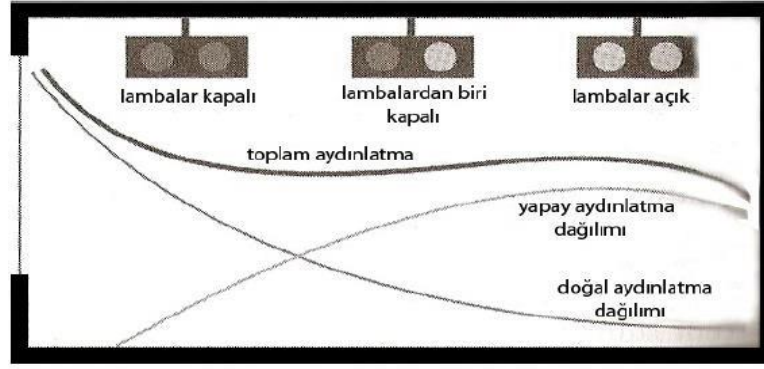 lambalar kapalı
lambalardan biri
kapalı
lambalar açık
toplam aydınlatma
yapay aydınlatma
dağılımı
doğal aydınlatma
dağılımı